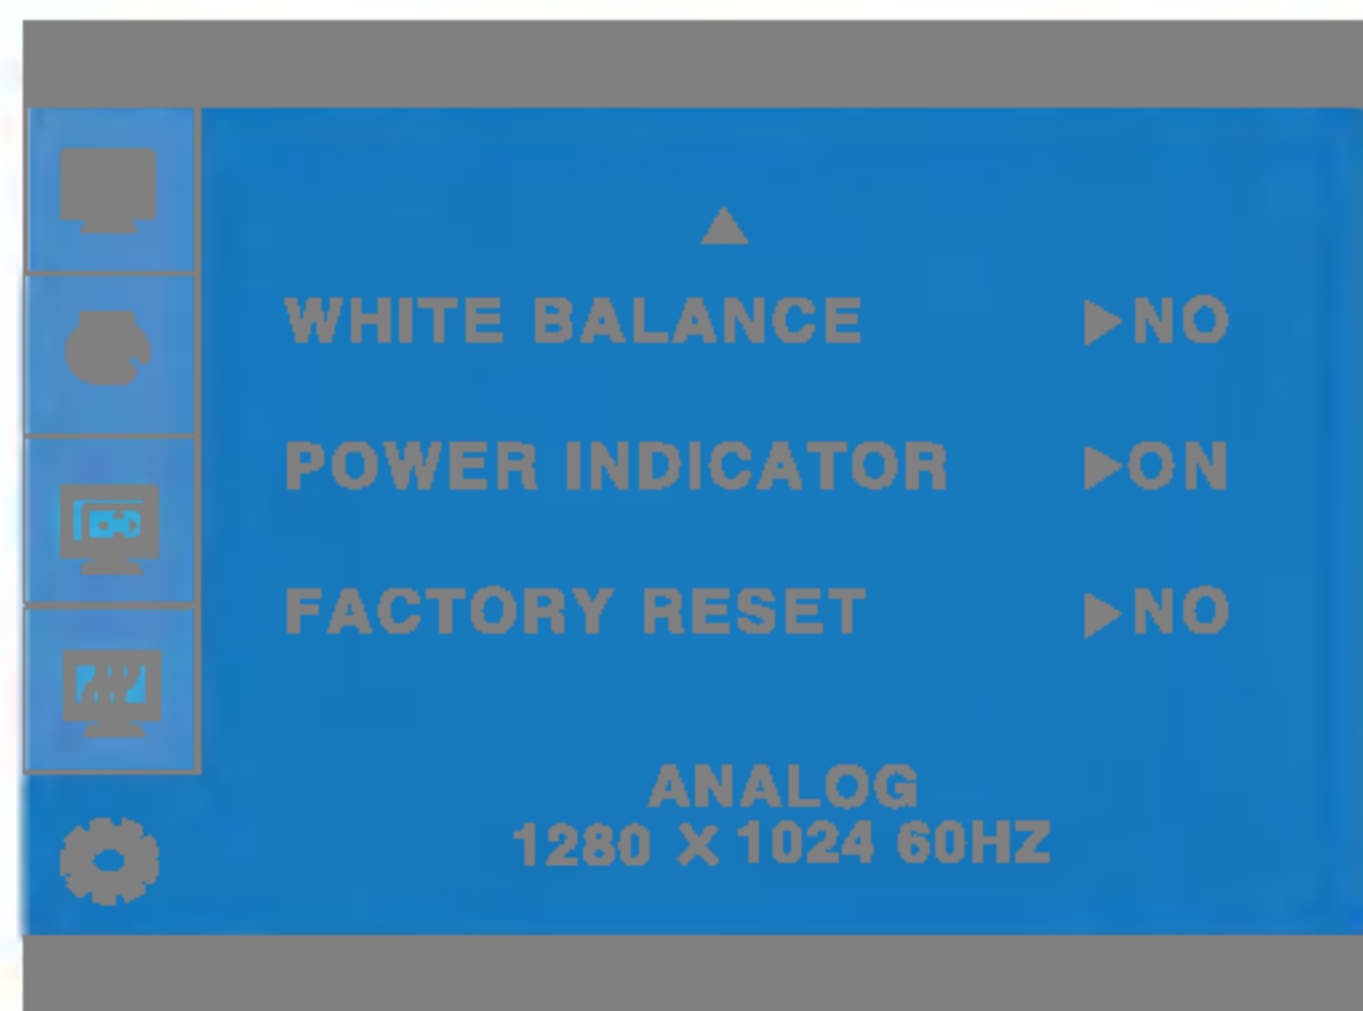 WHITE BALANCE ▶NO
POWER INDICATOR ▶ON
FACTORY RESET ▶NO
ANALOG
1280 X 1024 60HZ